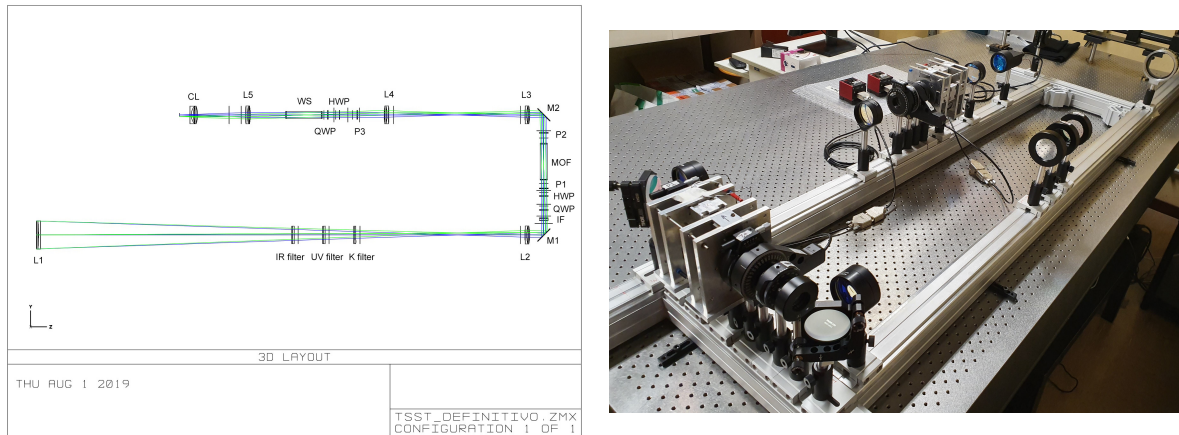 CL
L5
WS
HWP
L4
L3
M2
QWP
P3
P2
MOF
P1
HWP
QWP
IF
M1
L1
IR filter
UV filter
K filter
L2
Y
Z
3D LAYOUT
THU AUG 1 2019
TSST_DEFINITIVO.ZMX
CONFIGURATION 1 OF 1